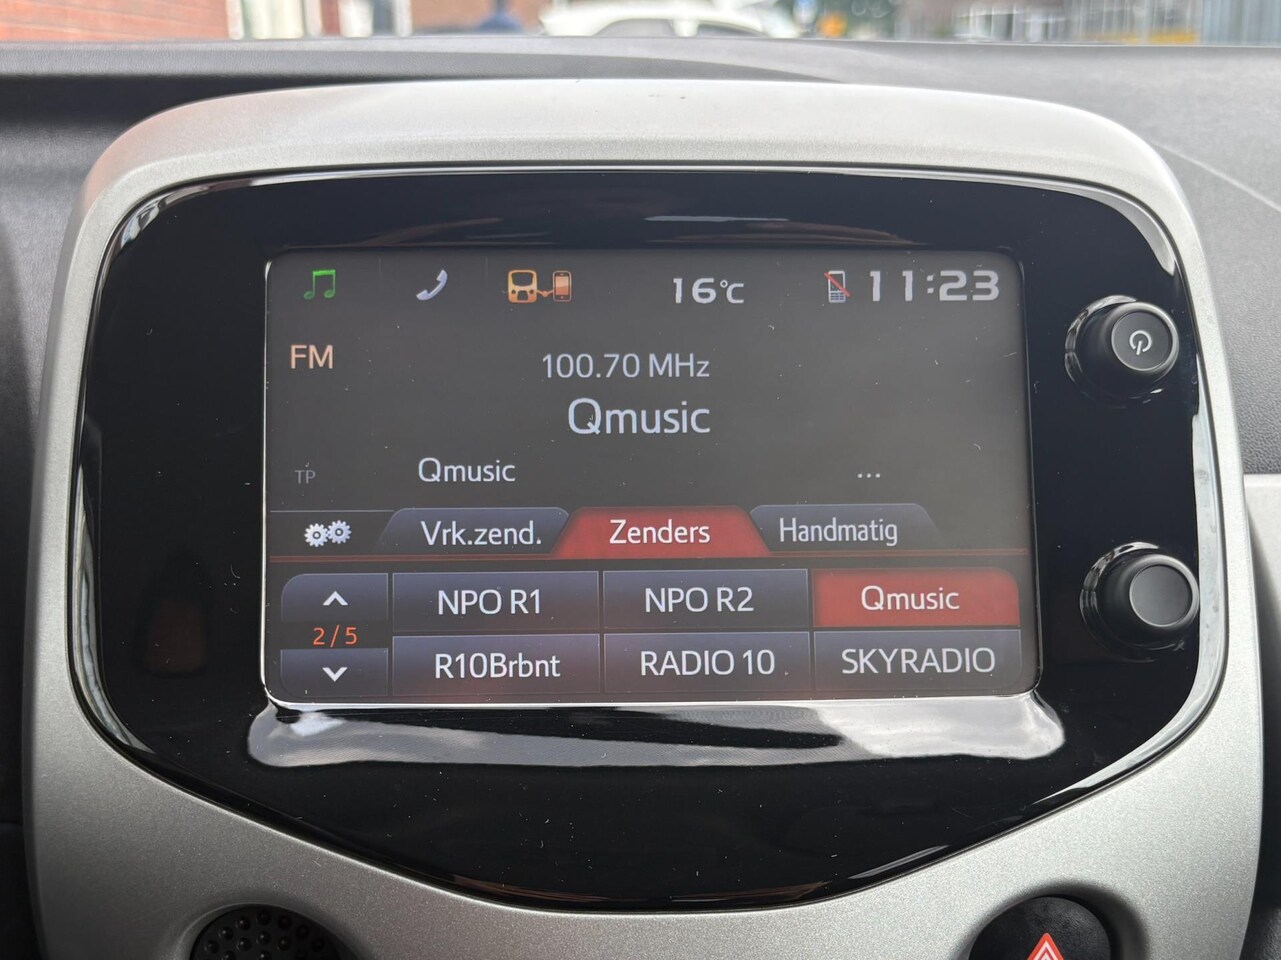 16°C 11:23
FM 100.70 MHz
Qmusic
TP Qmusic ...
Vrk.zend. Zenders Handmatig
NPO R1 NPO R2 Qmusic
2/5
R10Brbnt RADIO 10 SKYRADIO